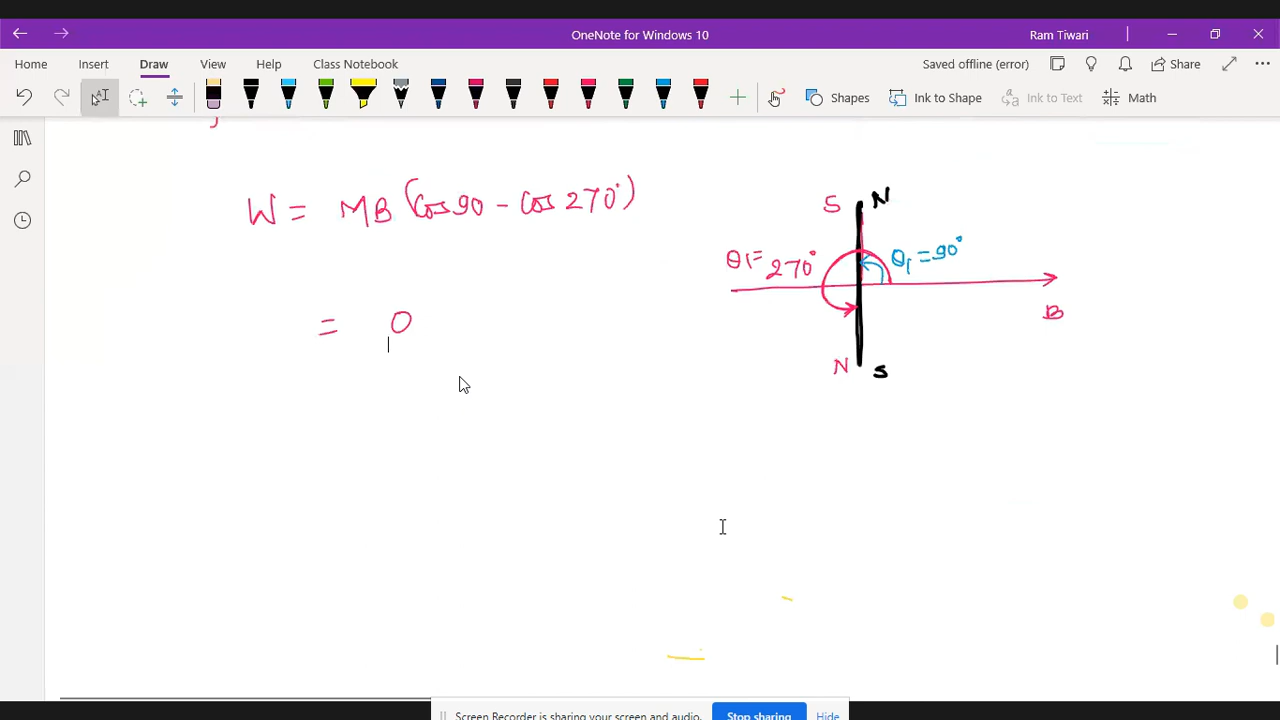 OneNote for Windows 10
Ram Tiwari
Home Insert Draw View Help Class Notebook
Saved offline (error)
Share
Shapes Ink to Shape Ink to Text Math
W = MB (Cos 90 - Cos 270°)
= 0
S N
θ1 = 270°
θ1 = 90°
B
N S
Screen Recorder is sharing your screen and audio.
Stop sharing
Hide